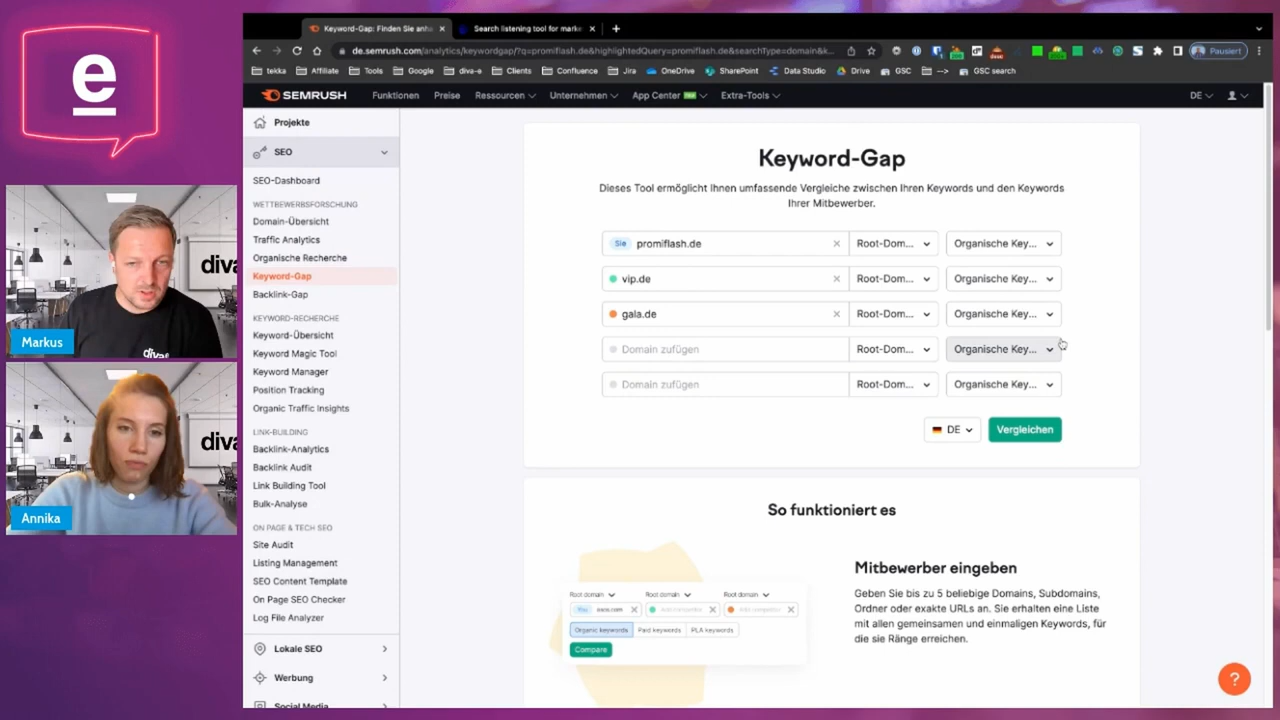 e
Markus
Annika
diva
diva
diva
Keyword-Gap: Finden Sie anha
Search listening tool for marke
de.semrush.com/analytics/keywordgap/?q=promiflash.de&highlightedQuery=promiflash.de&searchType=domain&k...
Pausiert
tekka
Affiliate
Tools
Google
diva-e
Clients
Confluence
Jira
OneDrive
SharePoint
Data Studio
Drive
GSC
-->
GSC search
SEMRUSH
Funktionen
Preise
Ressourcen
Unternehmen
App Center
Extra-Tools
DE
Projekte
SEO
SEO-Dashboard
WETTBEWERBSFORSCHUNG
Domain-Übersicht
Traffic Analytics
Organische Recherche
Keyword-Gap
Backlink-Gap
KEYWORD-RECHERCHE
Keyword-Übersicht
Keyword Magic Tool
Keyword Manager
Position Tracking
Organic Traffic Insights
LINK-BUILDING
Backlink-Analytics
Backlink Audit
Link Building Tool
Bulk-Analyse
ON PAGE & TECH SEO
Site Audit
Listing Management
SEO Content Template
On Page SEO Checker
Log File Analyzer
Lokale SEO
Werbung
Social Media
Keyword-Gap
Dieses Tool ermöglicht Ihnen umfassende Vergleiche zwischen Ihren Keywords und den Keywords
Ihrer Mitbewerber.
Sie promiflash.de Root-Dom... Organische Key...
vip.de Root-Dom... Organische Key...
gala.de Root-Dom... Organische Key...
Domain zufügen Root-Dom... Organische Key...
Domain zufügen Root-Dom... Organische Key...
DE Vergleichen
So funktioniert es
Root domain Root domain Root domain
Organic keywords Paid keywords PLA keywords
Compare
Mitbewerber eingeben
Geben Sie bis zu 5 beliebige Domains, Subdomains,
Ordner oder exakte URLs an. Sie erhalten eine Liste
mit allen gemeinsamen und einmaligen Keywords, für
die sie Ränge erreichen.
?